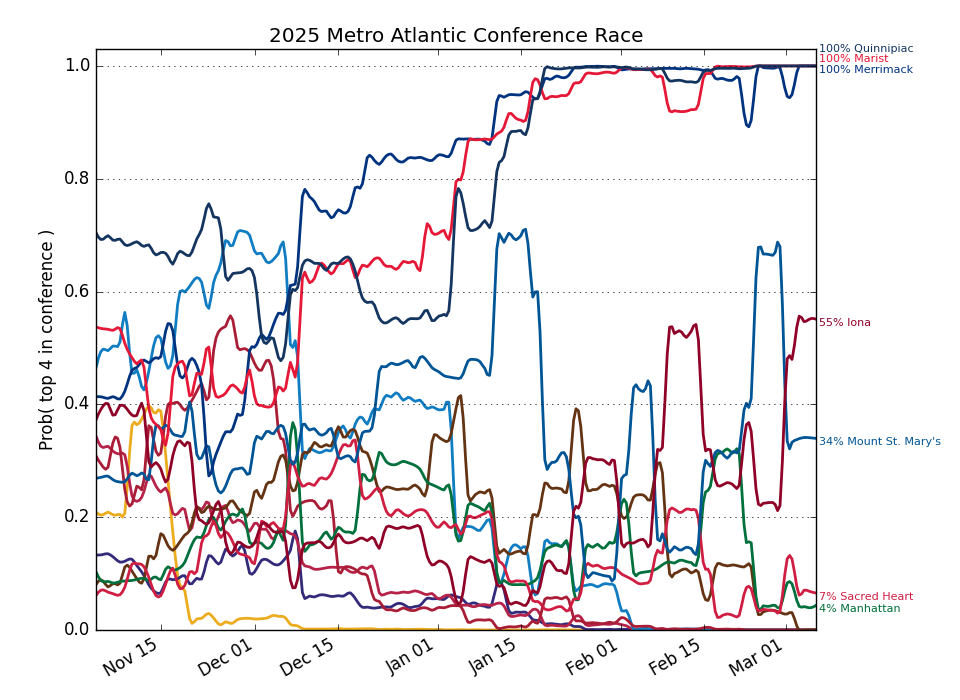 2025 Metro Atlantic Conference Race
100% Quinnipiac
100% Marist
100% Merrimack
55% Iona
34% Mount St. Mary's
7% Sacred Heart
4% Manhattan
Prob( top 4 in conference )
1.0
0.8
0.6
0.4
0.2
0.0
Nov 15
Dec 01
Dec 15
Jan 01
Jan 15
Feb 01
Feb 15
Mar 01